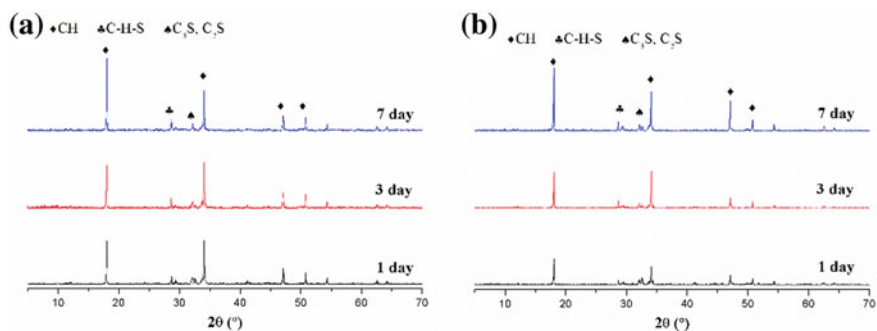 (a)
♦CH ♣C-H-S ♠C₃S, C₂S
7 day
3 day
1 day
10 20 30 40 50 60 70
2θ (°)
(b)
♦CH ♣C-H-S ♠C₃S, C₂S
7 day
3 day
1 day
10 20 30 40 50 60 70
2θ (°)